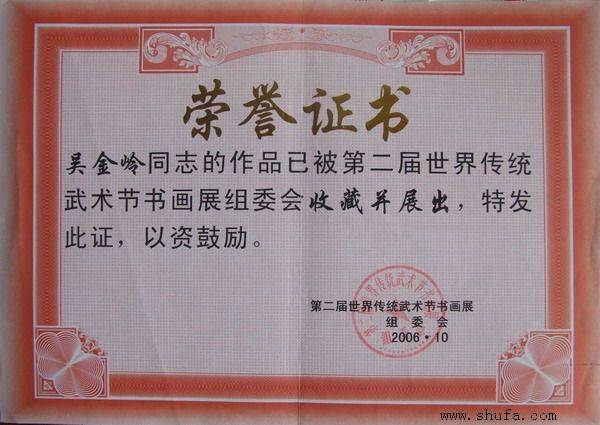 荣誉证书
吴金岭同志的作品已被第二届世界传统
武术节书画展组委会收藏并展出，特发
此证，以资鼓励。
第二届世界传统武术节书画展
组委会
2006·10
www.shufa.com